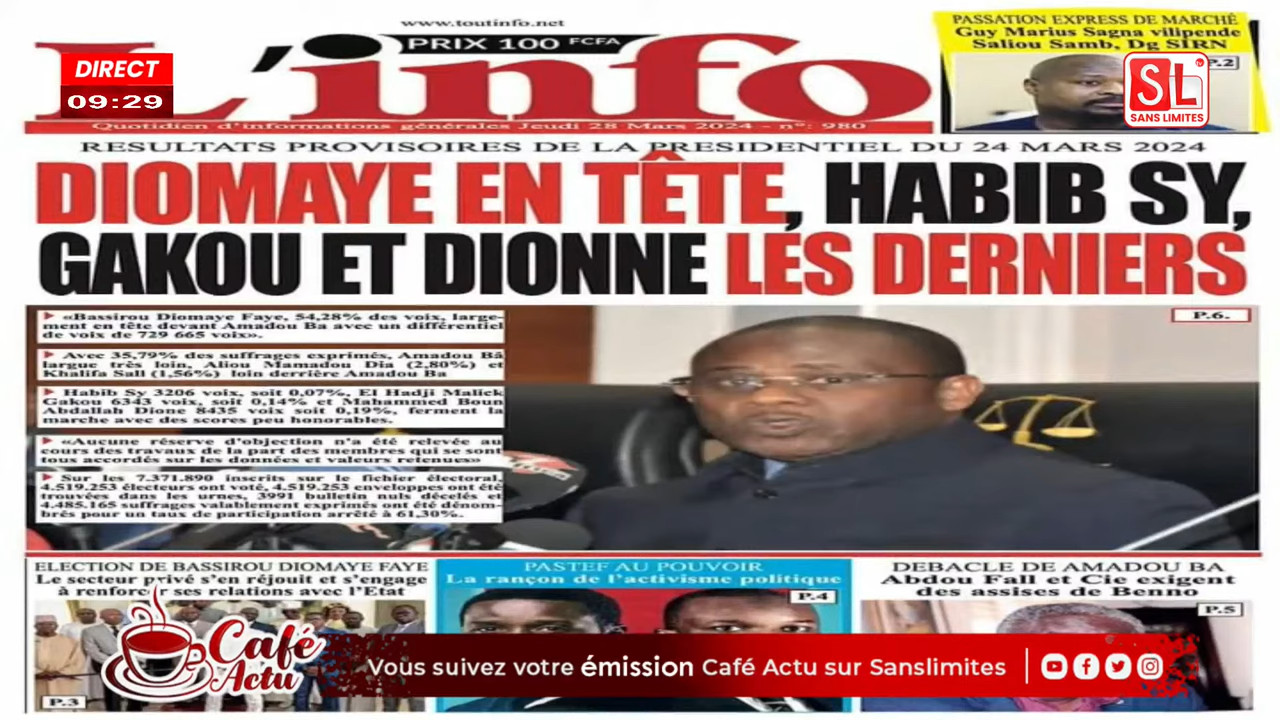 www.toutinfo.net
PRIX 100 FCFA
L'info
Quotidien d'informations générales Jeudi 28 Mars 2024 - n°: 980
PASSATION EXPRESS DE MARCHÉ
Guy Marius Sagna vilipende
Saliou Samb, Dg SIRN
P.2
DIRECT
09:29
SL tv
SANS LIMITES
RESULTATS PROVISOIRES DE LA PRESIDENTIEL DU 24 MARS 2024
DIOMAYE EN TÊTE, HABIB SY,
GAKOU ET DIONNE LES DERNIERS
P.6.
«Bassirou Diomaye Faye, 54,28% des voix, large-
ment en tête devant Amadou Ba avec un différentiel
de voix de 729 665 voix».
Avec 35,79% des suffrages exprimés, Amadou Bâ
largue très loin, Aliou Mamadou Dia (2,80%) et
Khalifa Sall (1,56%) loin derrière Amadou Ba
Habib Sy 3206 voix, soit 0,07%, El Hadji Malick
Gakou 6343 voix, soit 0,14% et Mahammed Boun
Abdallah Dione 8435 voix soit 0,19%, ferment la
marche avec des scores peu honorables.
«Aucune réserve d'objection n'a été relevée au
cours des travaux de la part des membres qui se sont
tous accordés sur les données et valeurs retenues»
Sur les 7.371.890 inscrits sur le fichier électoral,
4.519.253 électeurs ont voté, 4.519.253 enveloppes ont été
trouvées dans les urnes, 3991 bulletin nuls décelés et
4.485.165 suffrages valablement exprimés ont été dénom-
brés pour un taux de participation arrêté à 61,30%.
ELECTION DE BASSIROU DIOMAYE FAYE
Le secteur privé s'en réjouit et s'engage
à renforcer ses relations avec l'Etat
P.3
PASTEF AU POUVOIR
La rançon de l'activisme politique
P.4
DEBACLE DE AMADOU BA
Abdou Fall et Cie exigent
des assises de Benno
P.5
Café
Actu
Vous suivez votre émission Café Actu sur Sanslimites